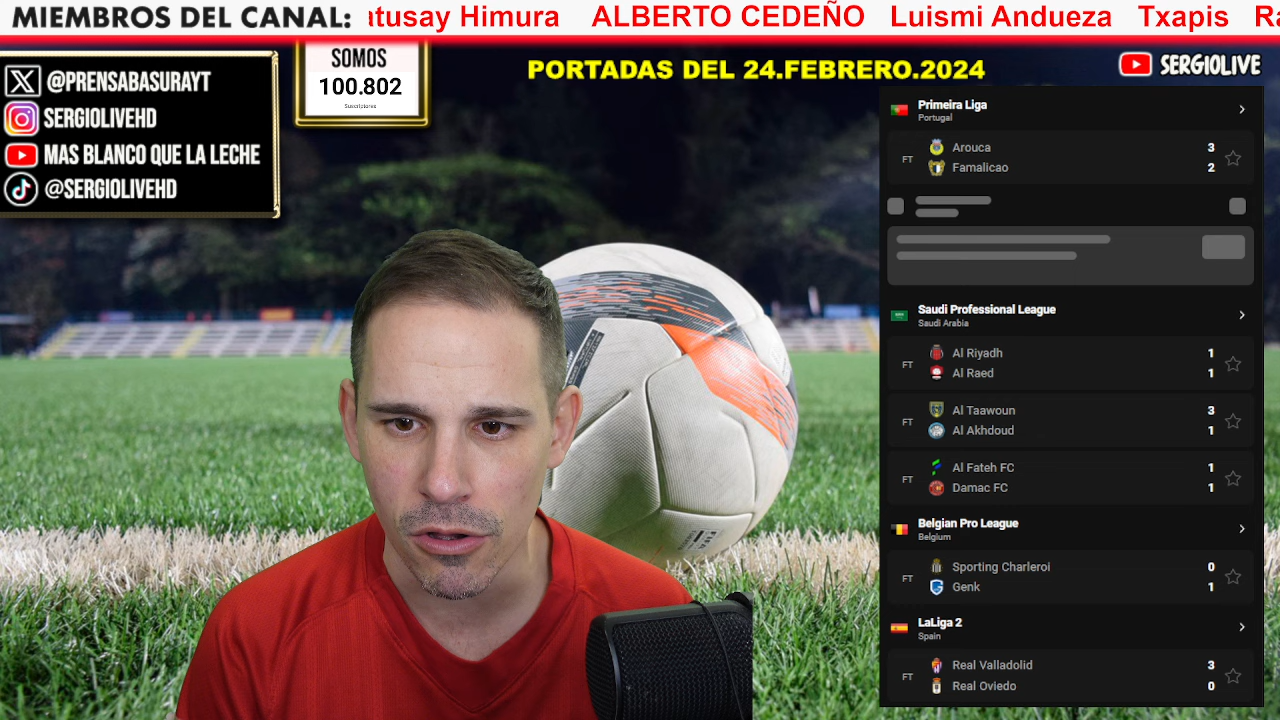 MIEMBROS DEL CANAL: atusay Himura ALBERTO CEDEÑO Luismi Andueza Txapis Ra
@PRENSABASURAYT
SERGIOLIVEHD
MAS BLANCO QUE LA LECHE
@SERGIOLIVEHD
SOMOS
100.802
Suscriptores
PORTADAS DEL 24.FEBRERO.2024
SERGIOLIVE
Primeira Liga
Portugal
FT
Arouca 3
Famalicao 2
Saudi Professional League
Saudi Arabia
FT
Al Riyadh 1
Al Raed 1
FT
Al Taawoun 3
Al Akhdoud 1
FT
Al Fateh FC 1
Damac FC 1
Belgian Pro League
Belgium
FT
Sporting Charleroi 0
Genk 1
LaLiga 2
Spain
FT
Real Valladolid 3
Real Oviedo 0